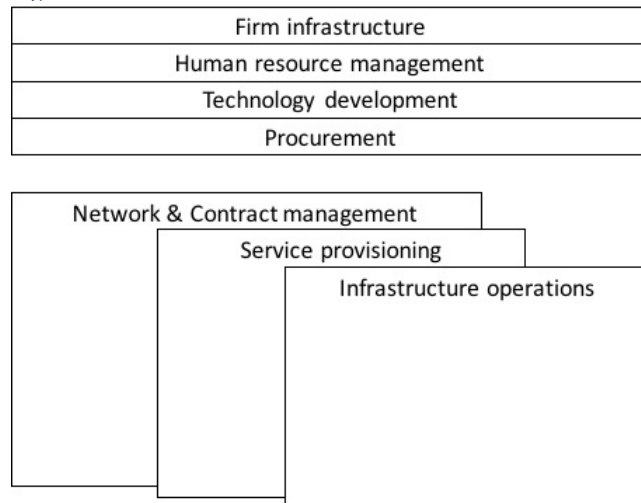 Firm infrastructure
Human resource management
Technology development
Procurement
Network & Contract management
Service provisioning
Infrastructure operations